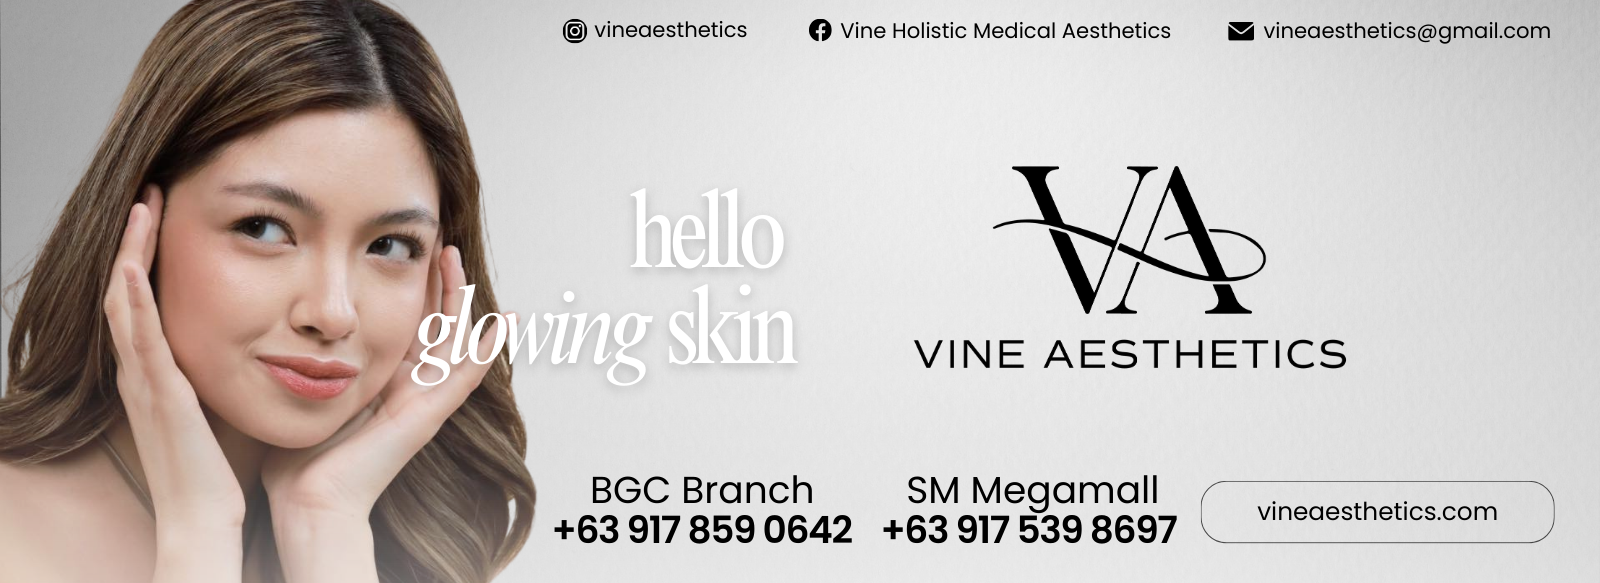 vineaesthetics
Vine Holistic Medical Aesthetics
vineaesthetics@gmail.com
hello
glowing skin
VA
VINE AESTHETICS
BGC Branch
+63 917 859 0642
SM Megamall
+63 917 539 8697
vineaesthetics.com